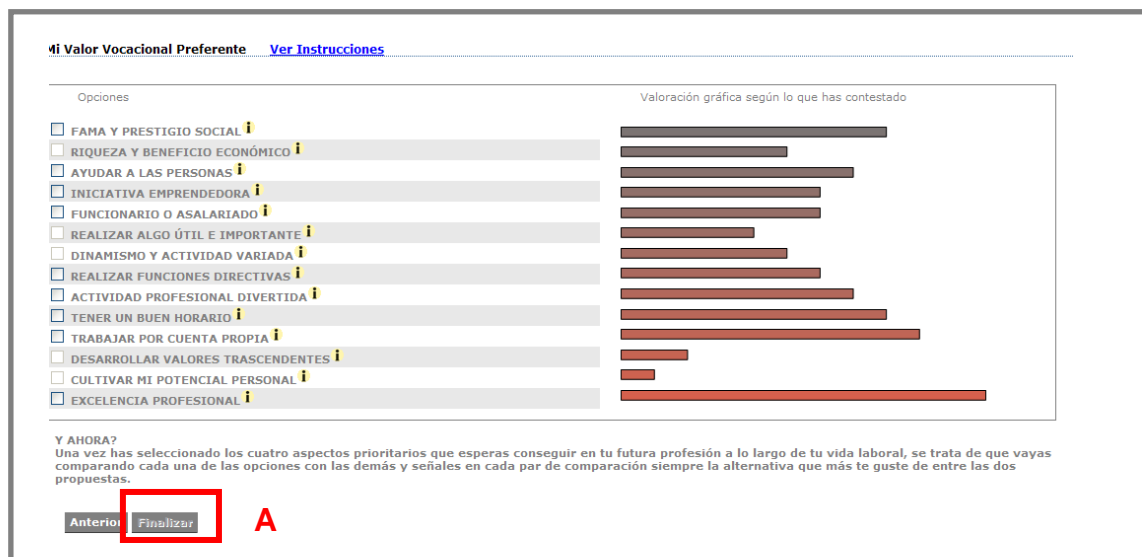 Mi Valor Vocacional Preferente Ver Instrucciones
Opciones Valoración gráfica según lo que has contestado
FAMA Y PRESTIGIO SOCIAL i
RIQUEZA Y BENEFICIO ECONÓMICO i
AYUDAR A LAS PERSONAS i
INICIATIVA EMPRENDEDORA i
FUNCIONARIO O ASALARIADO i
REALIZAR ALGO ÚTIL E IMPORTANTE i
DINAMISMO Y ACTIVIDAD VARIADA i
REALIZAR FUNCIONES DIRECTIVAS i
ACTIVIDAD PROFESIONAL DIVERTIDA i
TENER UN BUEN HORARIO i
TRABAJAR POR CUENTA PROPIA i
DESARROLLAR VALORES TRASCENDENTES i
CULTIVAR MI POTENCIAL PERSONAL i
EXCELENCIA PROFESIONAL i
Y AHORA?
Una vez has seleccionado los cuatro aspectos prioritarios que esperas conseguir en tu futura profesión a lo largo de tu vida laboral, se trata de que vayas
comparando cada una de las opciones con las demás y señales en cada par de comparación siempre la alternativa que más te guste de entre las dos
propuestas.
Anterior Finalizar A